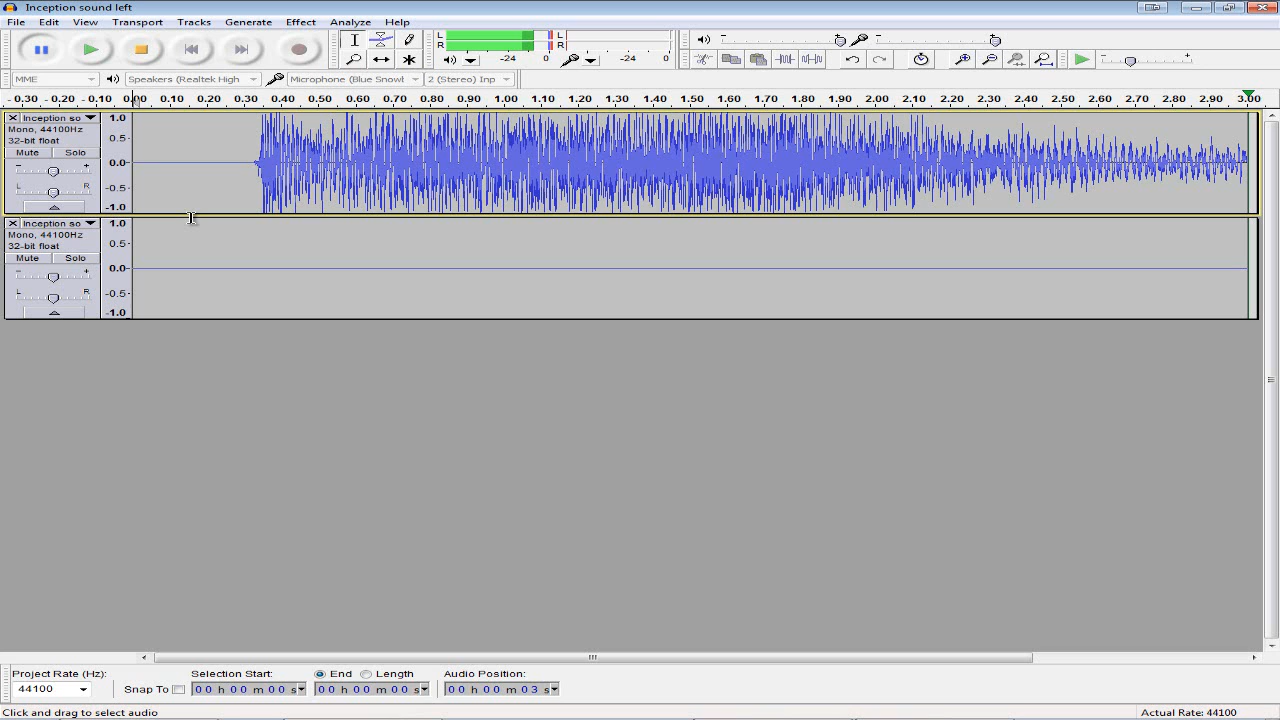 Inception sound left
File Edit View Transport Tracks Generate Effect Analyze Help
L R -24 0 L R -24 0
MME Speakers (Realtek High Microphone (Blue Snowl 2 (Stereo) Inp
-0.30 -0.20 -0.10 0.00 0.10 0.20 0.30 0.40 0.50 0.60 0.70 0.80 0.90 1.00 1.10 1.20 1.30 1.40 1.50 1.60 1.70 1.80 1.90 2.00 2.10 2.20 2.30 2.40 2.50 2.60 2.70 2.80 2.90 3.00
Inception so 1.0
Mono, 44100Hz
32-bit float 0.5-
Mute Solo
- + 0.0-
L R -0.5-
-1.0
Inception so 1.0
Mono, 44100Hz
32-bit float 0.5-
Mute Solo
- + 0.0-
L R -0.5-
-1.0
Project Rate (Hz): Selection Start: End Length Audio Position:
44100 Snap To 00 h 00 m 00 s 00 h 00 m 00 s 00 h 00 m 03 s
Click and drag to select audio Actual Rate: 44100